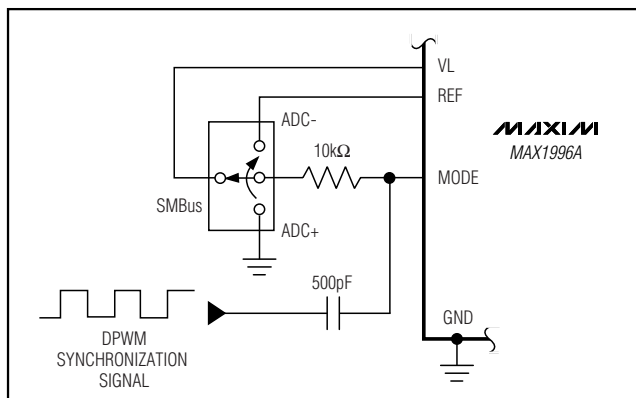 VL
REF
ADC-
MAXIM
MAX1996A
10kΩ
MODE
SMBus
ADC+
500pF
GND
DPWM
SYNCHRONIZATION
SIGNAL